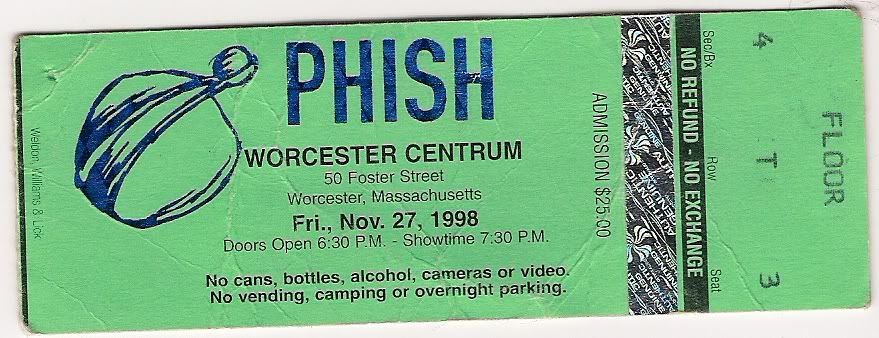 PHISH
WORCESTER CENTRUM
50 Foster Street
Worcester, Massachusetts
Fri., Nov. 27, 1998
Doors Open 6:30 P.M. - Showtime 7:30 P.M.
No cans, bottles, alcohol, cameras or video.
No vending, camping or overnight parking.
Weldon, Williams & Lick
ADMISSION $25.00
NO REFUND - NO EXCHANGE
Sec/Bx Row Seat
4 T 3
FLOOR